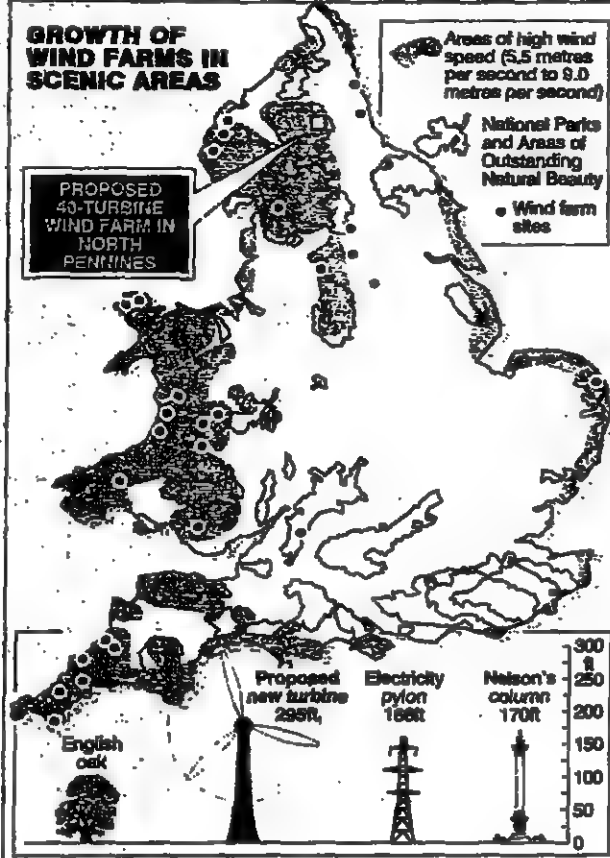 GROWTH OF
WIND FARMS IN
SCENIC AREAS
Areas of high wind
speed (5.5 metres
per second to 9.0
metres per second)
National Parks
and Areas of
Outstanding
Natural Beauty
Wind farm
sites
PROPOSED
40-TURBINE
WIND FARM IN
NORTH
PENNINES
English
oak
Proposed
new turbine
295ft,
Electricity
pylon
166ft
Nelson's
column
170ft
300
ft
250
200
150
100
50
0